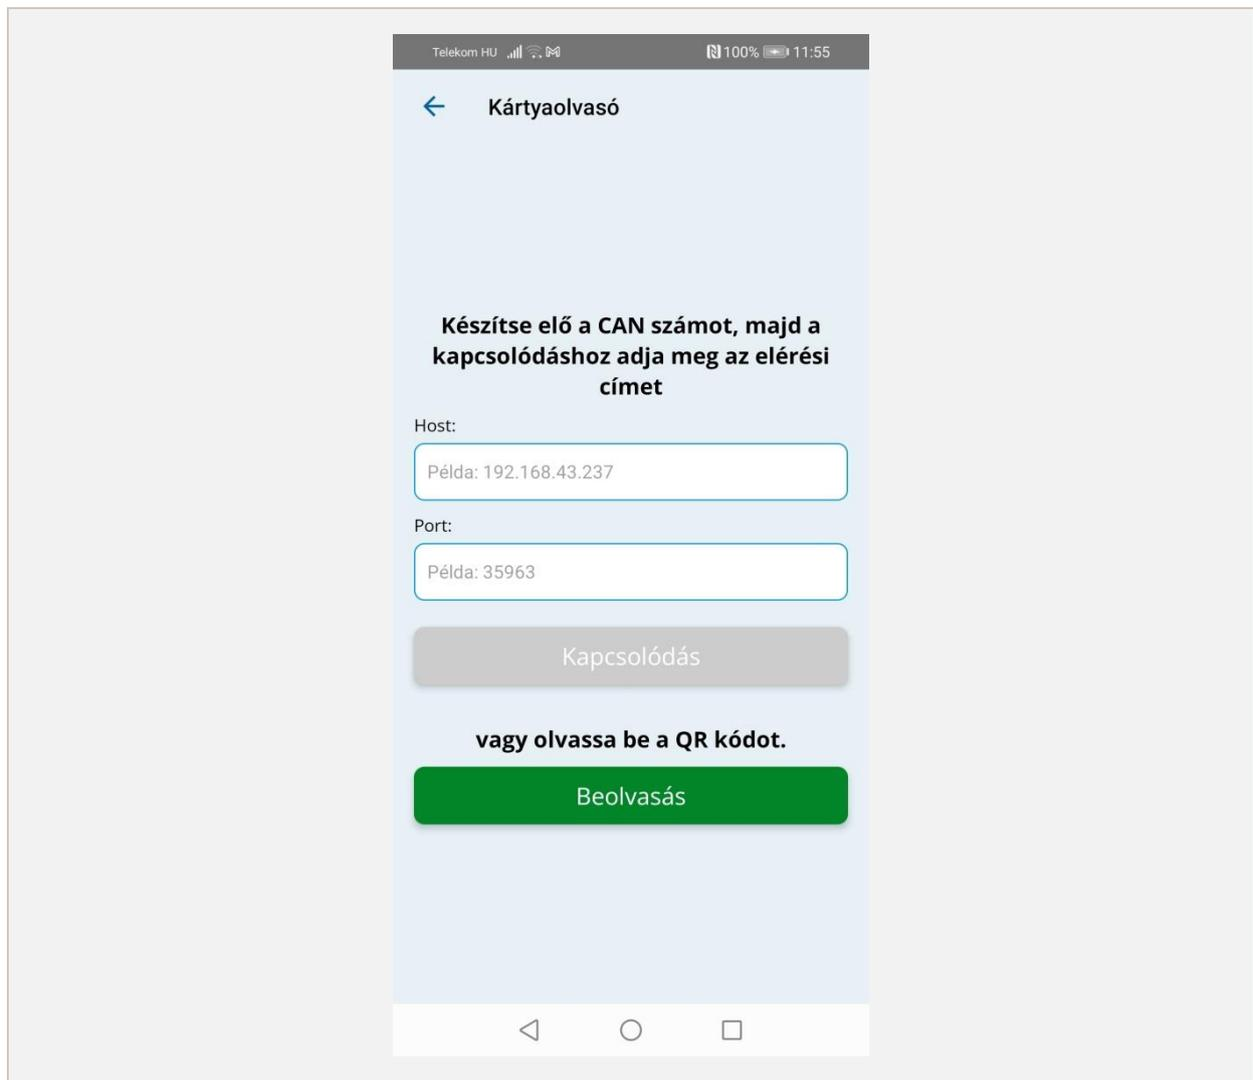 Telekom HU 100% 11:55
Kártyaolvasó
Készítse elő a CAN számot, majd a
kapcsolódáshoz adja meg az elérési
címet
Host:
Példa: 192.168.43.237
Port:
Példa: 35963
Kapcsolódás
vagy olvassa be a QR kódot.
Beolvasás